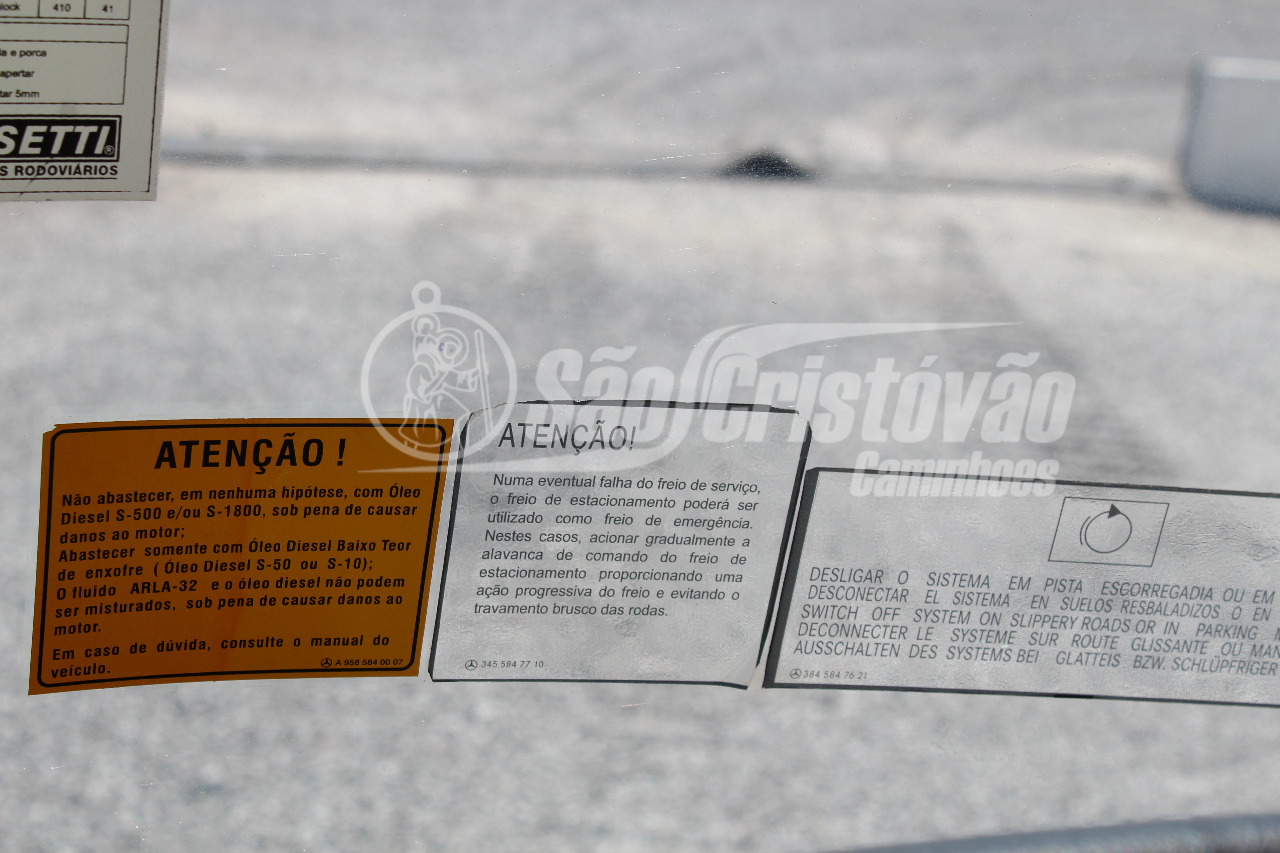 lock 410 41
a e porca
apertar
tar 5mm
SETTI®
S RODOVIÁRIOS
São Cristóvão
Caminhões
ATENÇÃO !
Não abastecer, em nenhuma hipótese, com Óleo
Diesel S-500 e/ou S-1800, sob pena de causar
danos ao motor;
Abastecer somente com Óleo Diesel Baixo Teor
de enxofre ( Óleo Diesel S-50 ou S-10);
O fluido ARLA-32 e o óleo diesel não podem
ser misturados, sob pena de causar danos ao
motor.
Em caso de dúvida, consulte o manual do
veículo.
A 958 584 00 07
ATENÇÃO!
Numa eventual falha do freio de serviço,
o freio de estacionamento poderá ser
utilizado como freio de emergência.
Nestes casos, acionar gradualmente a
alavanca de comando do freio de
estacionamento proporcionando uma
ação progressiva do freio e evitando o
travamento brusco das rodas.
345 584 77 10
DESLIGAR O SISTEMA EM PISTA ESCORREGADIA OU EM
DESCONECTAR EL SISTEMA EN SUELOS RESBALADIZOS O EN
SWITCH OFF SYSTEM ON SLIPPERY ROADS OR IN PARKING
DECONNECTER LE SYSTEME SUR ROUTE GLISSANTE OU MAN
AUSSCHALTEN DES SYSTEMS BEI GLATTEIS BZW. SCHLÜPFRIGER
384 584 76 21